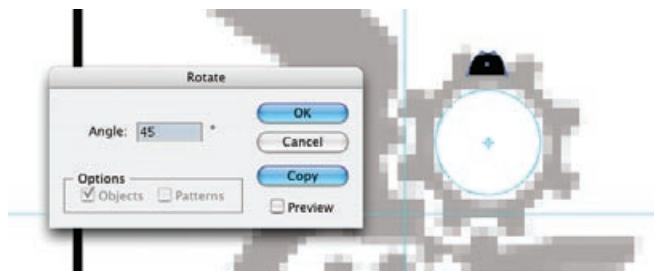 Rotate
Angle: 45 °
OK
Cancel
Options
Objects Patterns
Copy
Preview